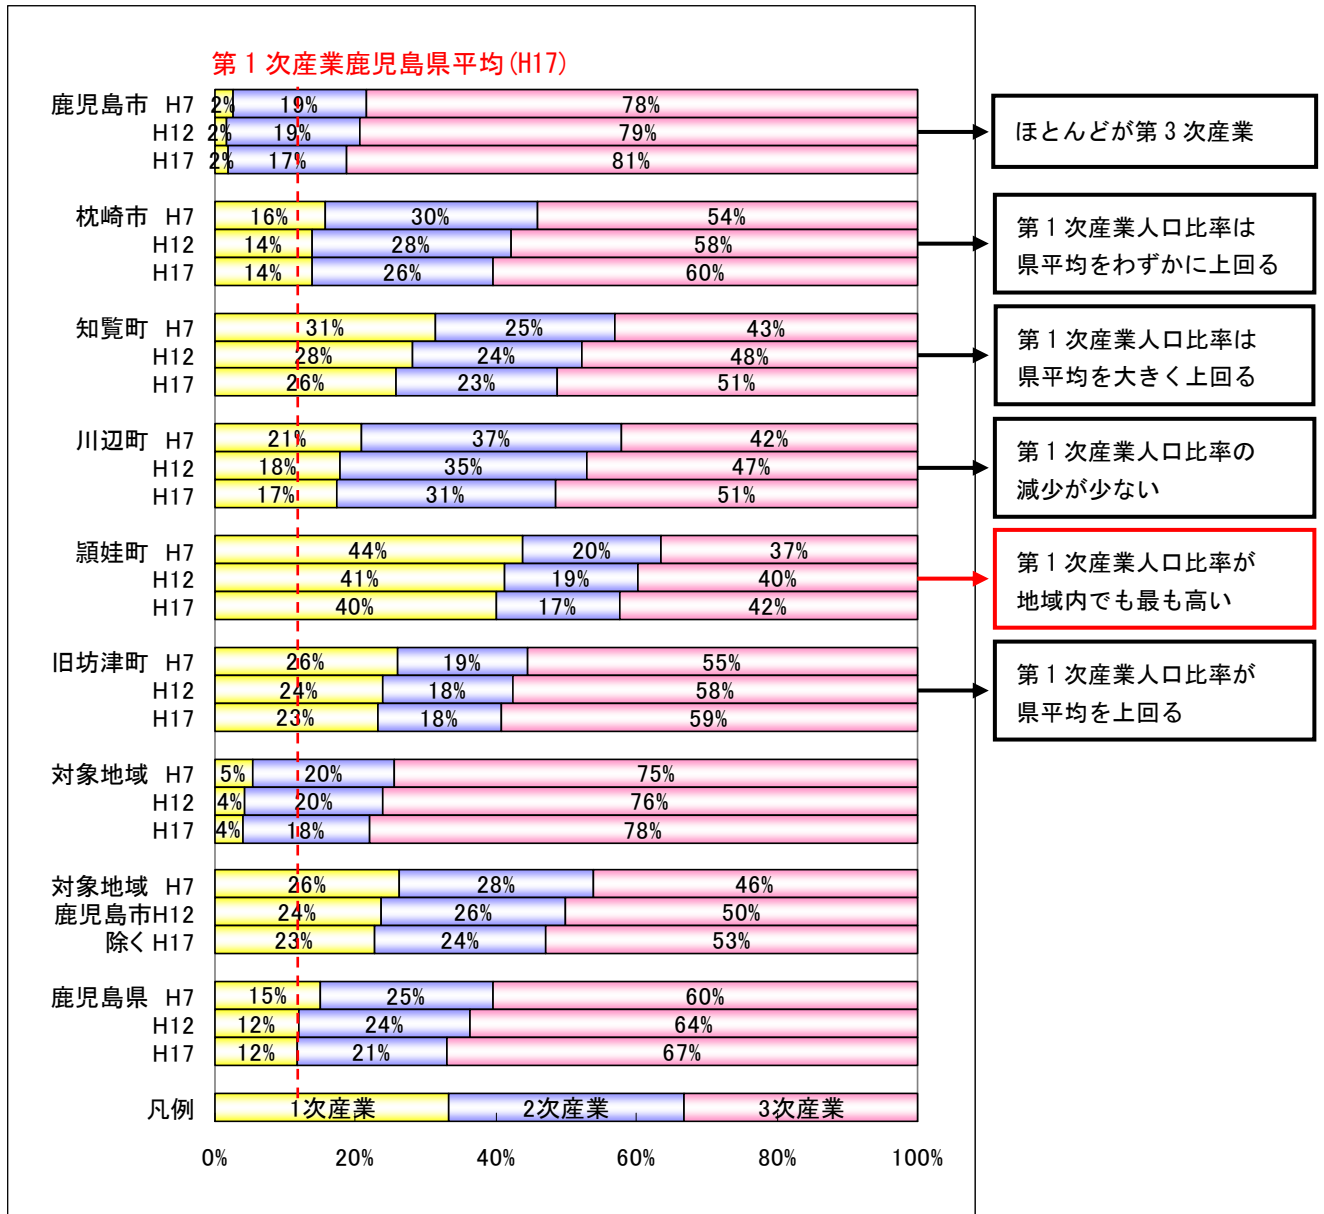 第1次産業鹿児島県平均(H17)
鹿児島市 H7 2% 19% 78%
H12 2% 19% 79%
H17 2% 17% 81%
ほとんどが第3次産業
枕崎市 H7 16% 30% 54%
H12 14% 28% 58%
H17 14% 26% 60%
第1次産業人口比率は
県平均をわずかに上回る
知覧町 H7 31% 25% 43%
H12 28% 24% 48%
H17 26% 23% 51%
第1次産業人口比率は
県平均を大きく上回る
川辺町 H7 21% 37% 42%
H12 18% 35% 47%
H17 17% 31% 51%
第1次産業人口比率の
減少が少ない
頴娃町 H7 44% 20% 37%
H12 41% 19% 40%
H17 40% 17% 42%
第1次産業人口比率が
地域内でも最も高い
旧坊津町 H7 26% 19% 55%
H12 24% 18% 58%
H17 23% 18% 59%
第1次産業人口比率が
県平均を上回る
対象地域 H7 5% 20% 75%
H12 4% 20% 76%
H17 4% 18% 78%
対象地域 H7 26% 28% 46%
鹿児島市H12 24% 26% 50%
除くH17 23% 24% 53%
鹿児島県 H7 15% 25% 60%
H12 12% 24% 64%
H17 12% 21% 67%
凡例 1次産業 2次産業 3次産業
0% 20% 40% 60% 80% 100%